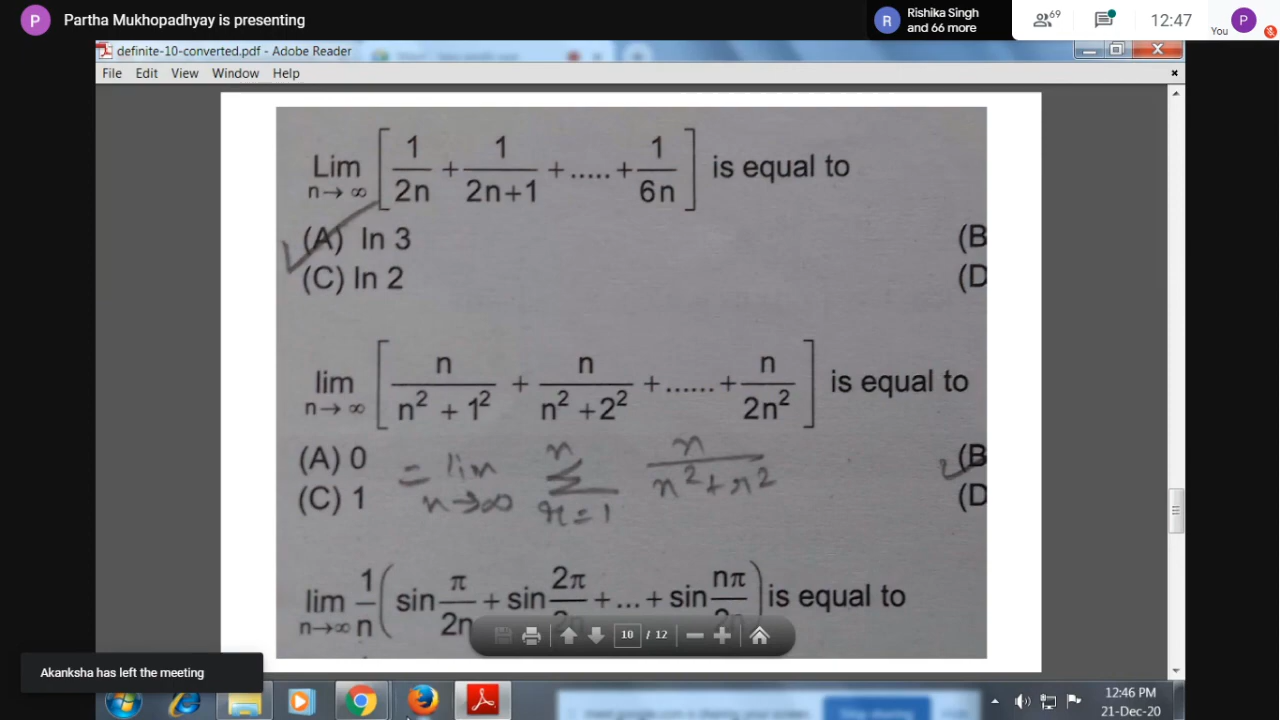 P Partha Mukhopadhyay is presenting
R Rishika Singh and 66 more
69
12:47
You P
definite-10-converted.pdf - Adobe Reader
File Edit View Window Help
Lim n→∞ [ 1/2n + 1/2n+1 + ..... + 1/6n ] is equal to
(A) ln 3 (B
(C) ln 2 (D
lim n→∞ [ n/n² + 1² + n/n² +2² + ...... + n/2n² ] is equal to
(A) 0 = lim n→∞ n Σ r=1 n/n²+r² (B
(C) 1 (D
lim n→∞ 1/n ( sin π/2n + sin 2π/2n + ... + sin nπ/2n ) is equal to
10 / 12
Akanksha has left the meeting
12:46 PM
21-Dec-20